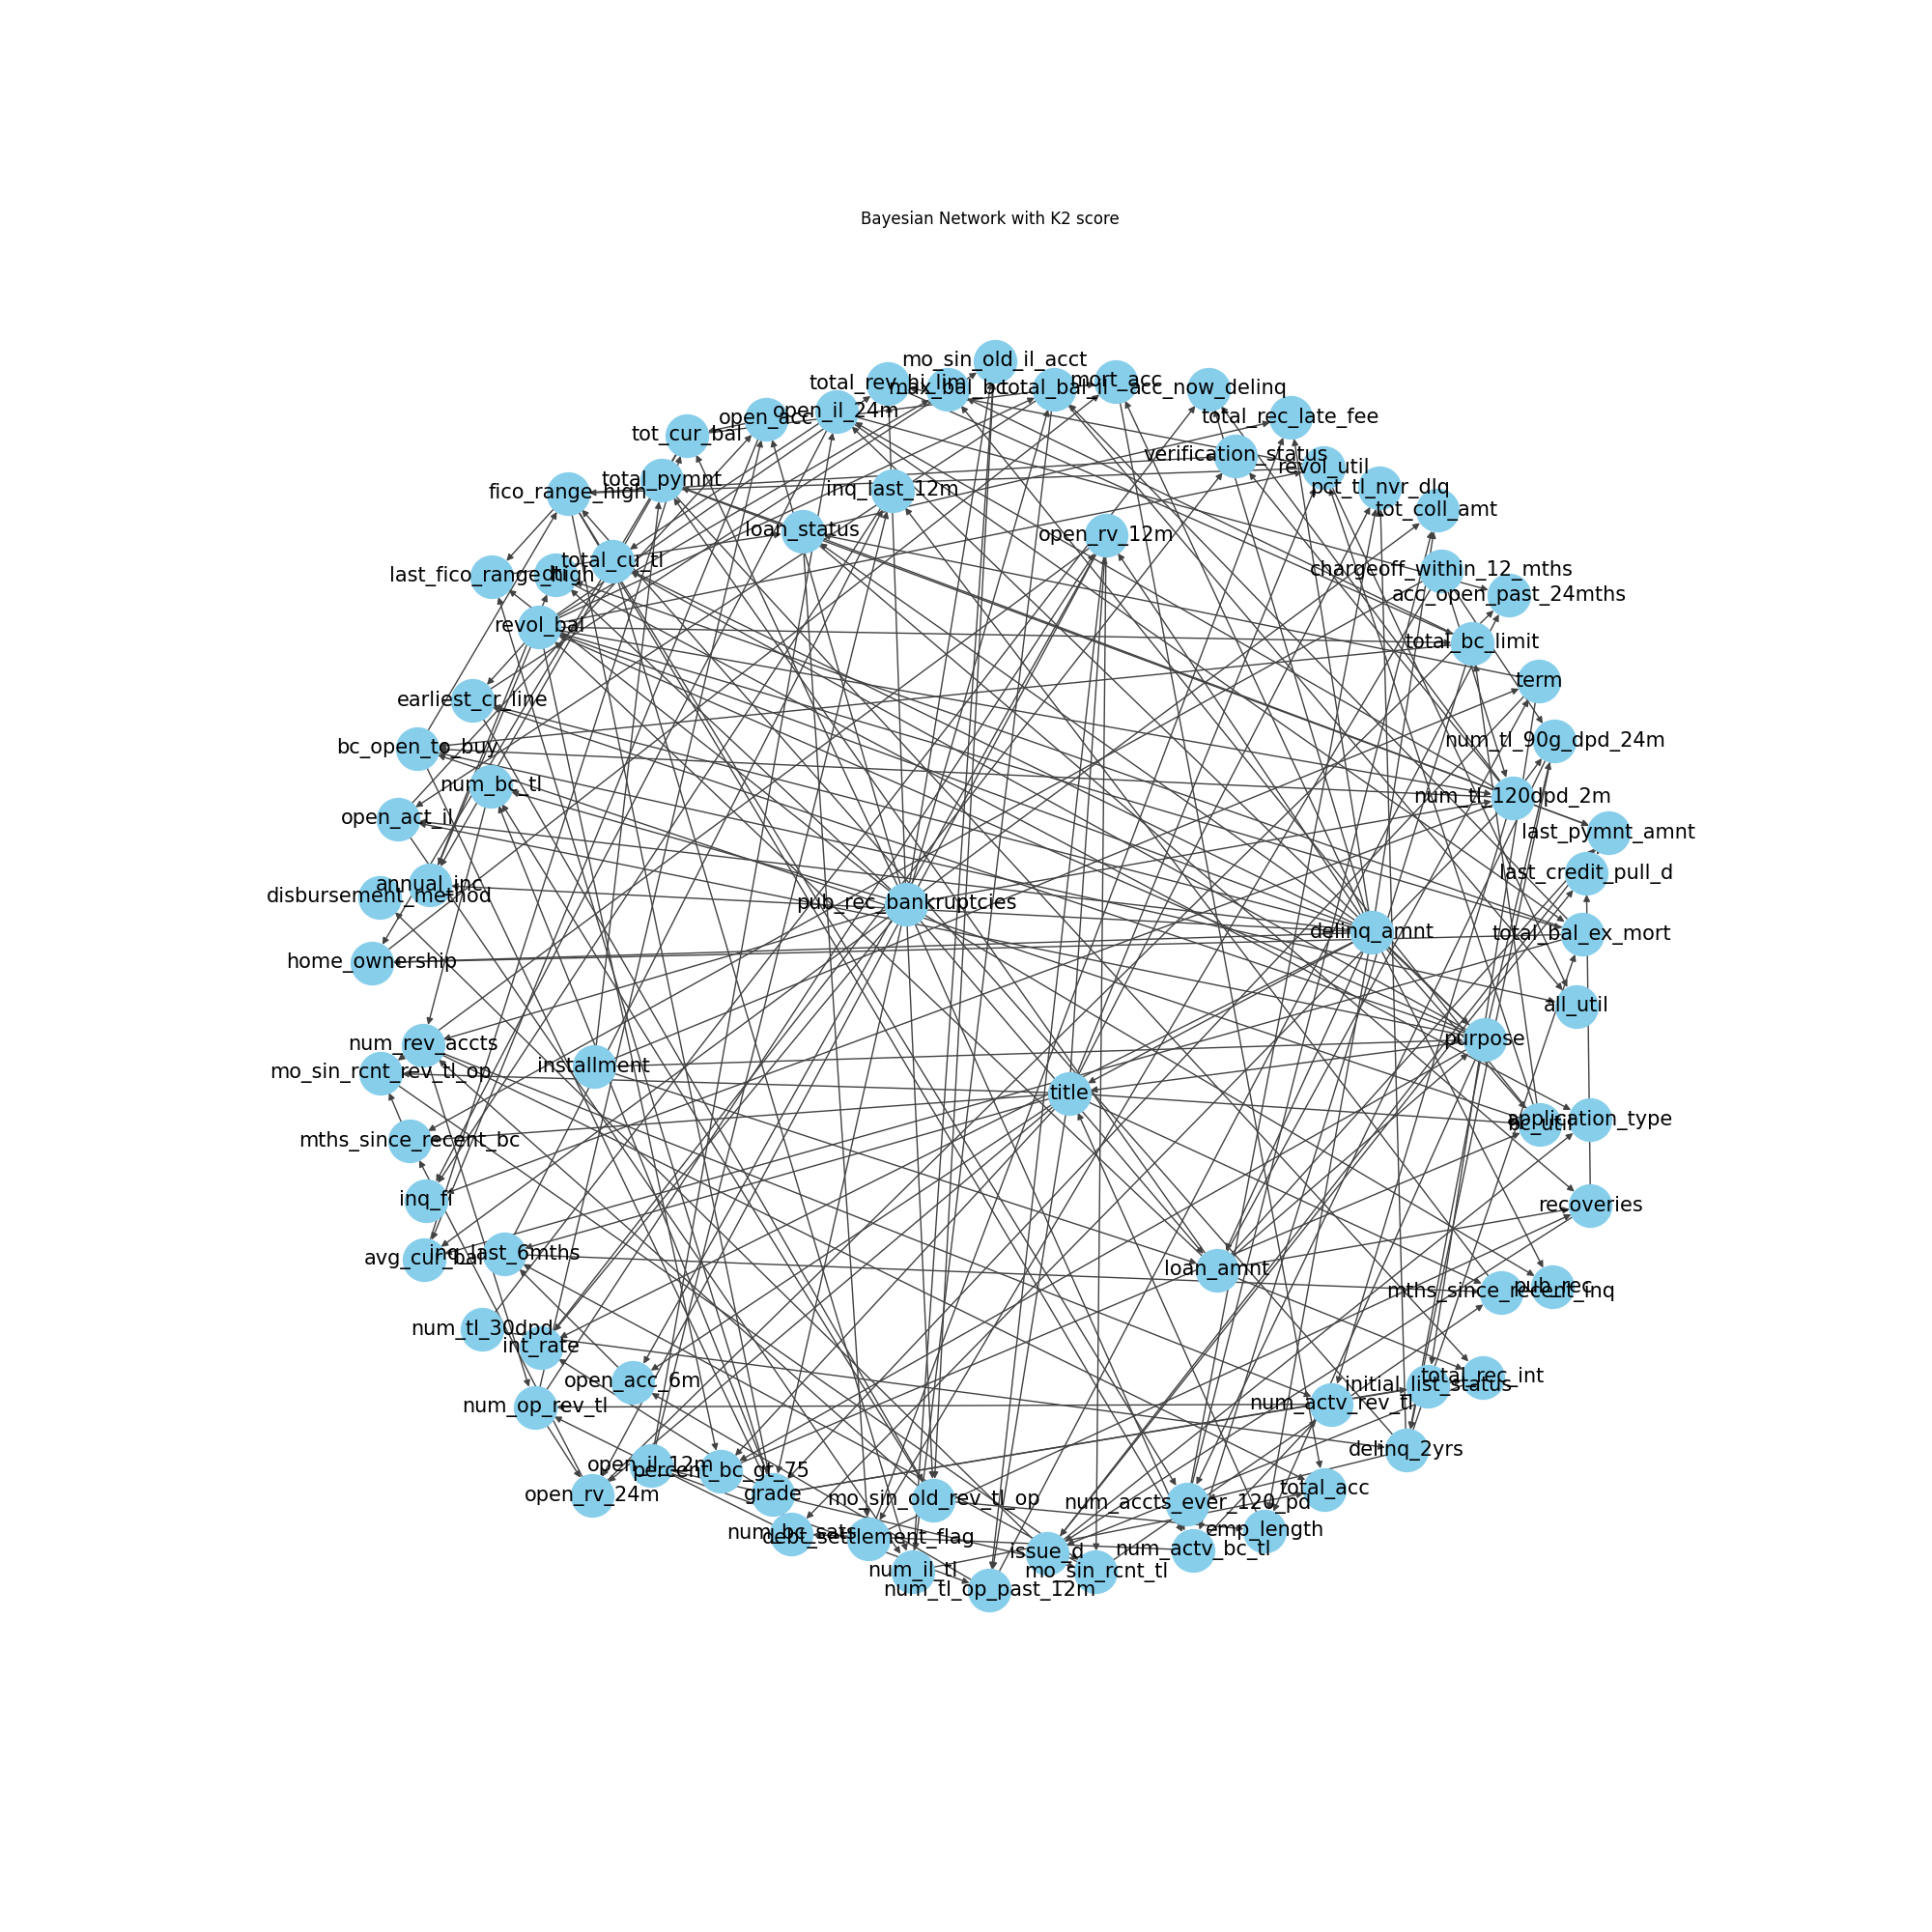 Bayesian Network with K2 score
mo_sin_old_il_acct
total_rev_hi_lim
max_bal_bc
total_bal_il
mort_acc
acc_now_delinq
open_acc
open_il_24m
total_rec_late_fee
tot_cur_bal
verification_status
revol_util
total_pymnt
inq_last_12m
pct_tl_nvr_dlq
fico_range_high
tot_coll_amt
loan_status
open_rv_12m
total_cu_tl
chargeoff_within_12_mths
last_fico_range_high
dti
acc_open_past_24mths
revol_bal
total_bc_limit
term
earliest_cr_line
num_tl_90g_dpd_24m
bc_open_to_buy
num_bc_tl
num_tl_120dpd_2m
open_act_il
last_pymnt_amnt
last_credit_pull_d
annual_inc
disbursement_method
pub_rec_bankruptcies
delinq_amnt
total_bal_ex_mort
home_ownership
all_util
num_rev_accts
purpose
mo_sin_rcnt_rev_tl_op
installment
title
application_type
bc_util
mths_since_recent_bc
inq_fi
recoveries
avg_cur_bal
inq_last_6mths
loan_amnt
mths_since_recent_inq
pub_rec
num_tl_30dpd
int_rate
open_acc_6m
initial_list_status
total_rec_int
num_op_rev_tl
num_actv_rev_tl
delinq_2yrs
open_il_12m
percent_bc_gt_75
open_rv_24m
grade
mo_sin_old_rev_tl_op
num_accts_ever_120_pd
total_acc
num_bc_sats
debt_settlement_flag
emp_length
issue_d
num_actv_bc_tl
num_il_tl
mo_sin_rcnt_tl
num_tl_op_past_12m